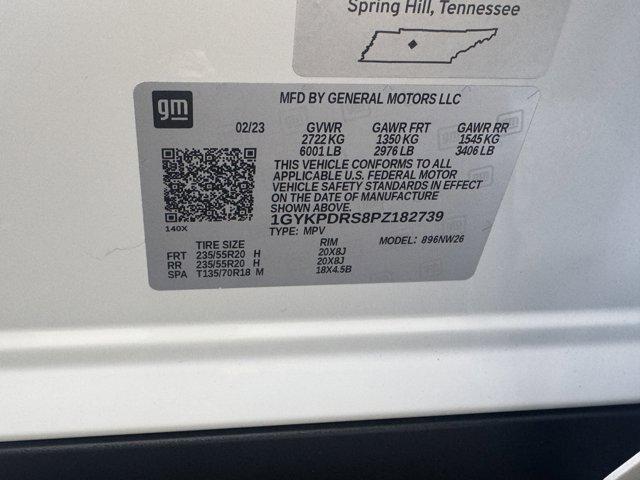 Spring Hill, Tennessee
gm
MFD BY GENERAL MOTORS LLC
02/23 GVWR GAWR FRT GAWR RR
2722 KG 1350 KG 1545 KG
6001 LB 2976 LB 3406 LB
THIS VEHICLE CONFORMS TO ALL
APPLICABLE U.S. FEDERAL MOTOR
VEHICLE SAFETY STANDARDS IN EFFECT
ON THE DATE OF MANUFACTURE
SHOWN ABOVE.
1GYKPDRS8PZ182739
140X
TYPE: MPV MODEL: 896NW26
TIRE SIZE RIM
FRT 235/55R20 H 20X8J
RR 235/55R20 H 20X8J
SPA T135/70R18 M 18X4.5B